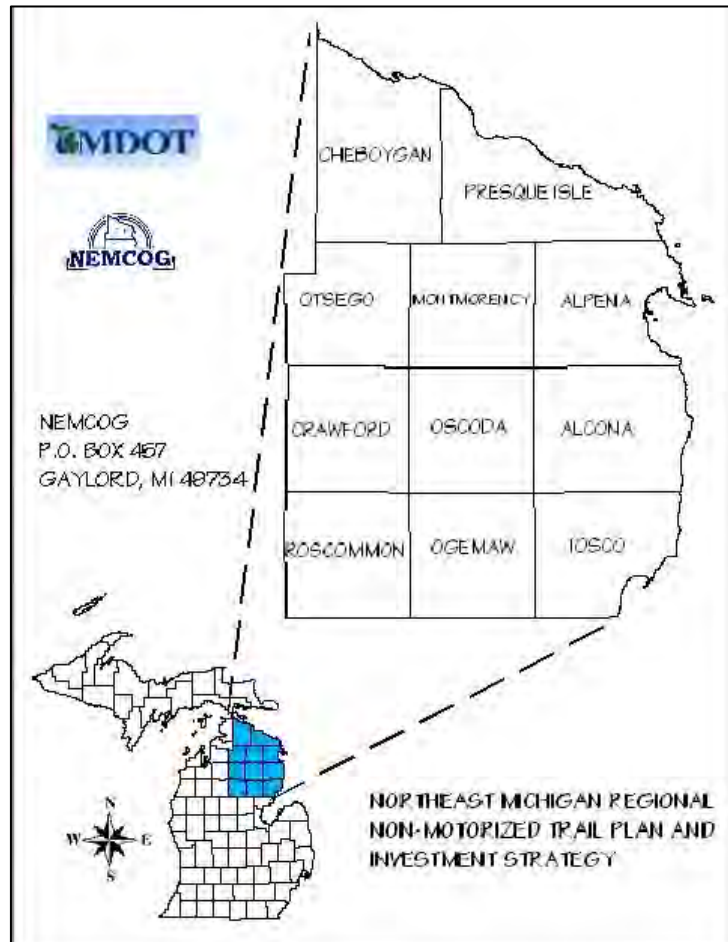 MDOT
CHEBOYGAN
PRESQUE ISLE
NEMCOG
OTSEGO
MONTMORENCY
ALPENA
NEMCOG
P.O. BOX 457
GAYLORD, MI 49734
CRAWFORD
OSCODA
ALCONA
ROSCOMMON
OGEMAW
IOSCO
N
W
E
S
NORTHEAST MICHIGAN REGIONAL
NON-MOTORIZED TRAIL PLAN AND
INVESTMENT STRATEGY